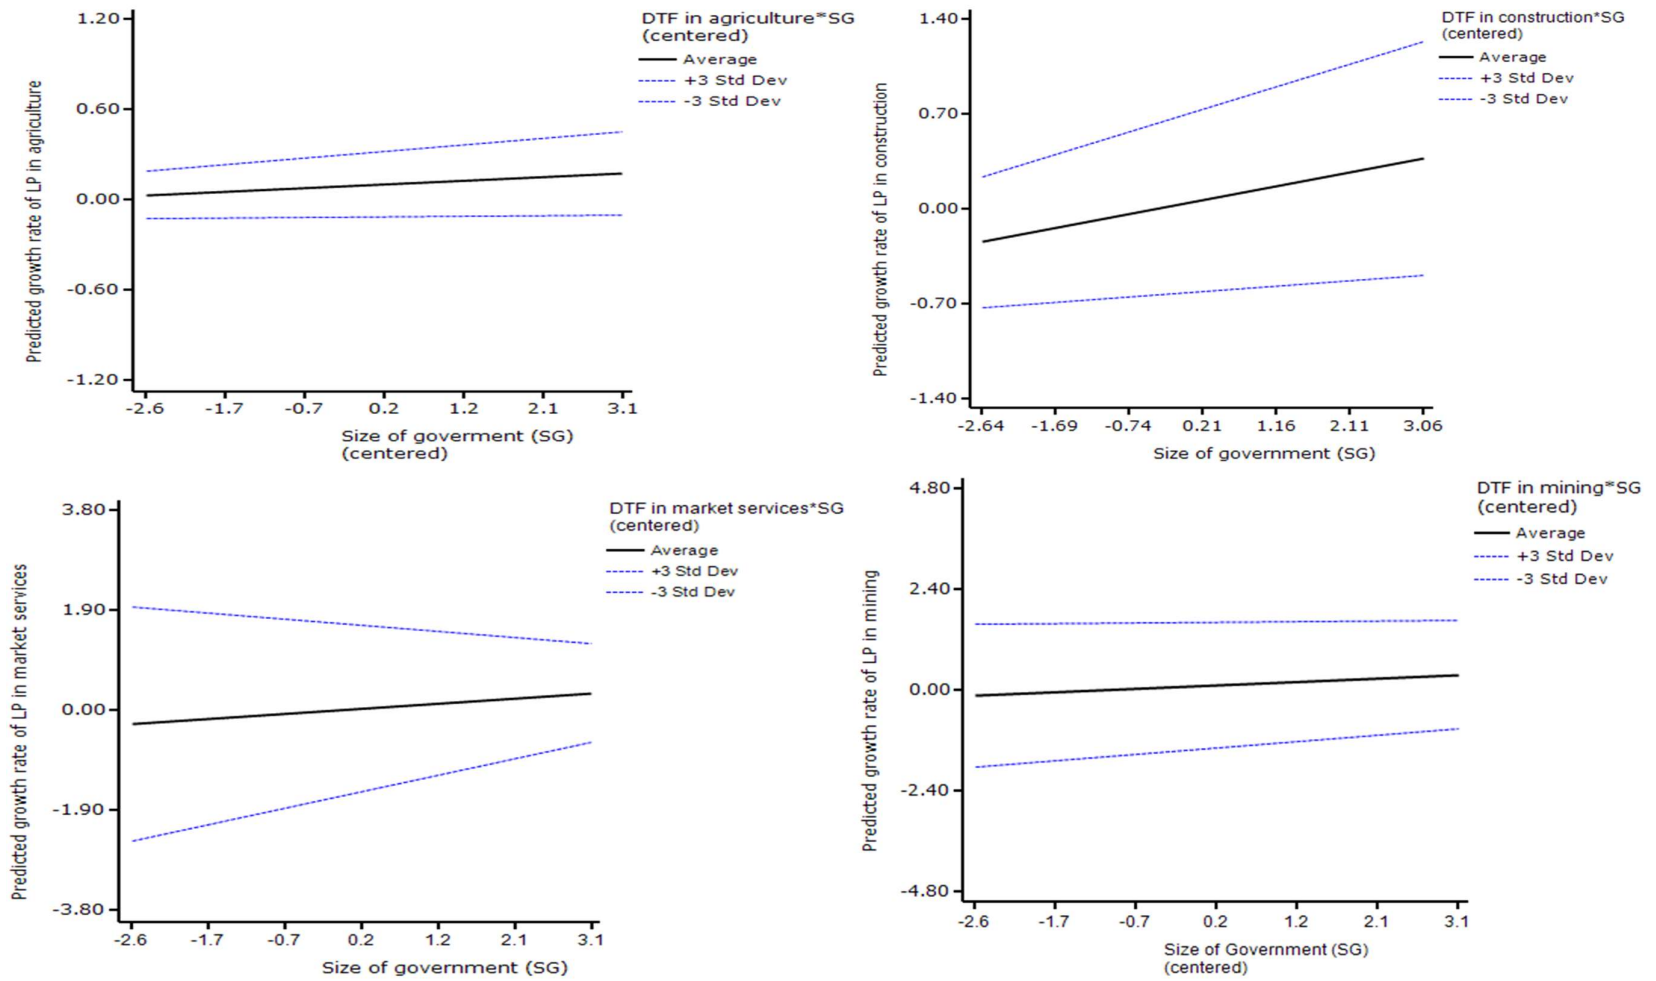 DTF in agriculture*SG
(centered)
Average
+3 Std Dev
-3 Std Dev
Predicted growth rate of LP in agriculture
1.20
0.60
0.00
-0.60
-1.20
-2.6 -1.7 -0.7 0.2 1.2 2.1 3.1
Size of goverment (SG)
(centered)
DTF in construction*SG
(centered)
Average
+3 Std Dev
-3 Std Dev
Predicted growth rate of LP in construction
1.40
0.70
0.00
-0.70
-1.40
-2.64 -1.69 -0.74 0.21 1.16 2.11 3.06
Size of government (SG)
DTF in market services*SG
(centered)
Average
+3 Std Dev
-3 Std Dev
Predicted growth rate of LP in market services
3.80
1.90
0.00
-1.90
-3.80
-2.6 -1.7 -0.7 0.2 1.2 2.1 3.1
Size of government (SG)
DTF in mining*SG
(centered)
Average
+3 Std Dev
-3 Std Dev
Predicted growth rate of LP in mining
4.80
2.40
0.00
-2.40
-4.80
-2.6 -1.7 -0.7 0.2 1.2 2.1 3.1
Size of Government (SG)
(centered)